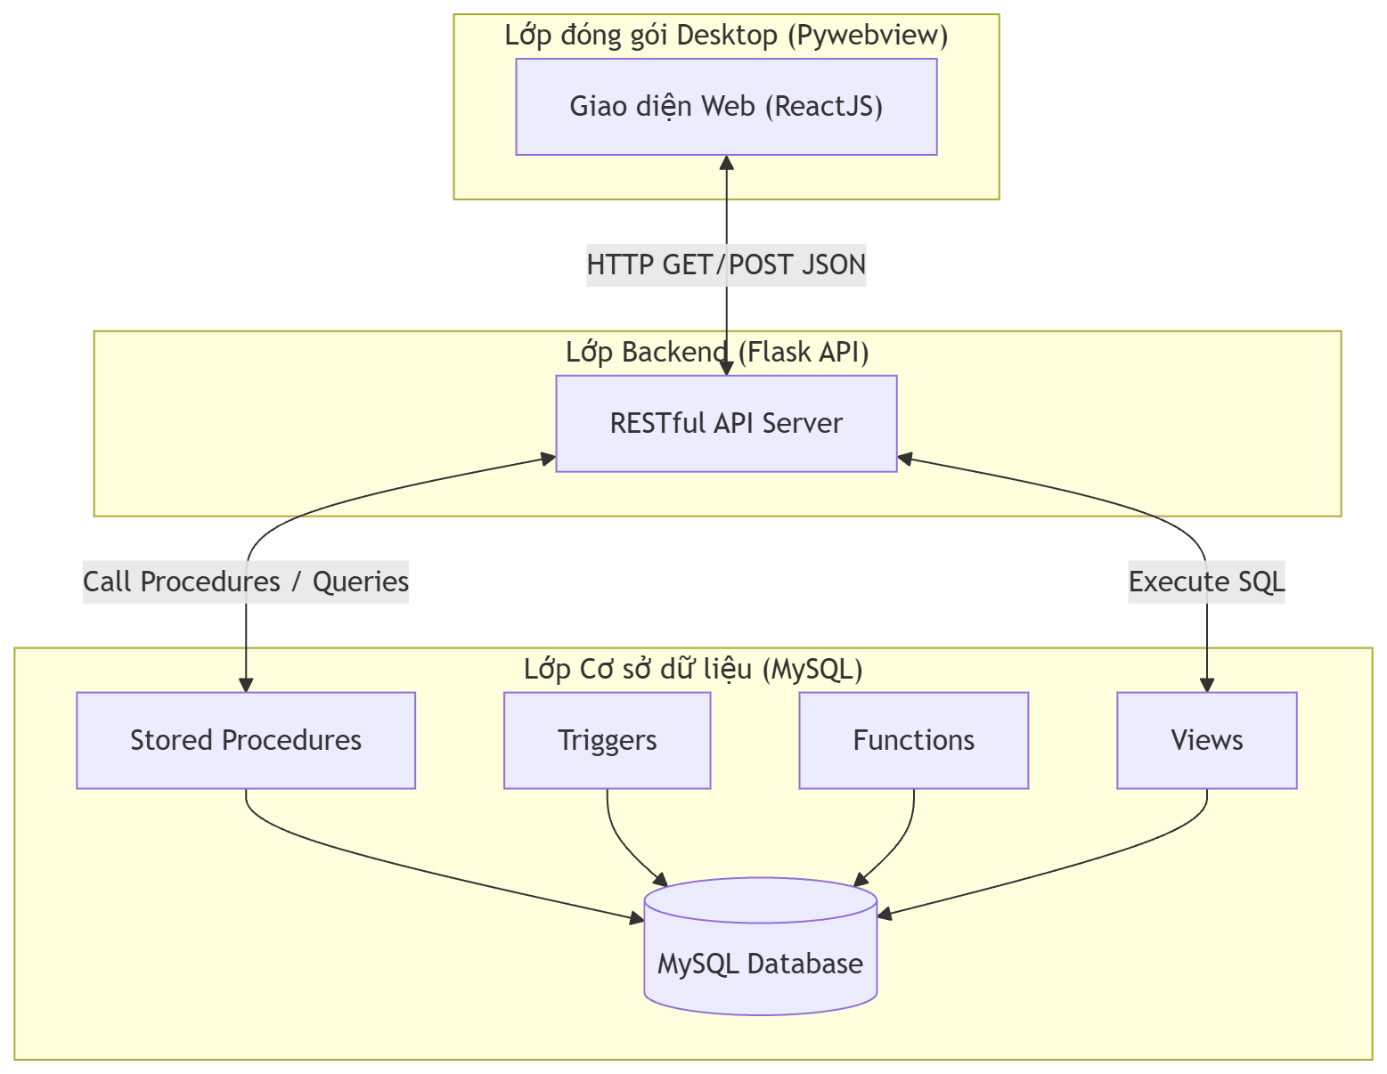 Lớp đóng gói Desktop (Pywebview)
Giao diện Web (ReactJS)
HTTP GET/POST JSON
Lớp Backend (Flask API)
RESTful API Server
Call Procedures / Queries
Execute SQL
Lớp Cơ sở dữ liệu (MySQL)
Stored Procedures
Triggers
Functions
Views
MySQL Database